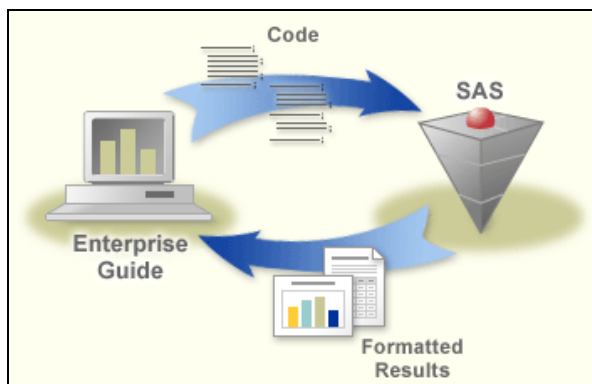 Code
SAS
Enterprise
Guide
Formatted
Results